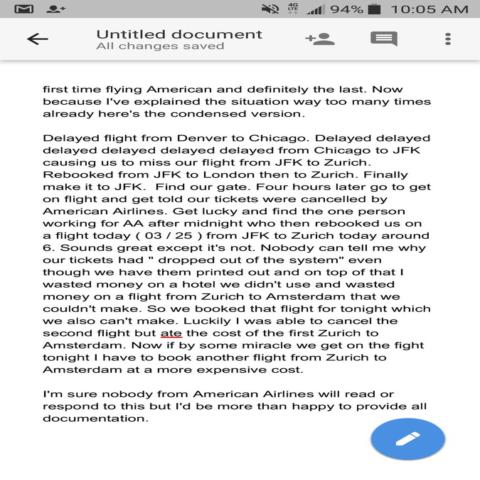 4G
LTE
94% 10:05 AM
Untitled document
All changes saved
first time flying American and definitely the last. Now
because I've explained the situation way too many times
already here's the condensed version.
Delayed flight from Denver to Chicago. Delayed delayed
delayed delayed delayed delayed from Chicago to JFK
causing us to miss our flight from JFK to Zurich.
Rebooked from JFK to London then to Zurich. Finally
make it to JFK. Find our gate. Four hours later go to get
on flight and get told our tickets were cancelled by
American Airlines. Get lucky and find the one person
working for AA after midnight who then rebooked us on
a flight today ( 03 / 25 ) from JFK to Zurich today around
6. Sounds great except it's not. Nobody can tell me why
our tickets had " dropped out of the system" even
though we have them printed out and on top of that I
wasted money on a hotel we didn't use and wasted
money on a flight from Zurich to Amsterdam that we
couldn't make. So we booked that flight for tonight which
we also can't make. Luckily I was able to cancel the
second flight but ate the cost of the first Zurich to
Amsterdam. Now if by some miracle we get on the fight
tonight I have to book another flight from Zurich to
Amsterdam at a more expensive cost.
I'm sure nobody from American Airlines will read or
respond to this but I'd be more than happy to provide all
documentation.